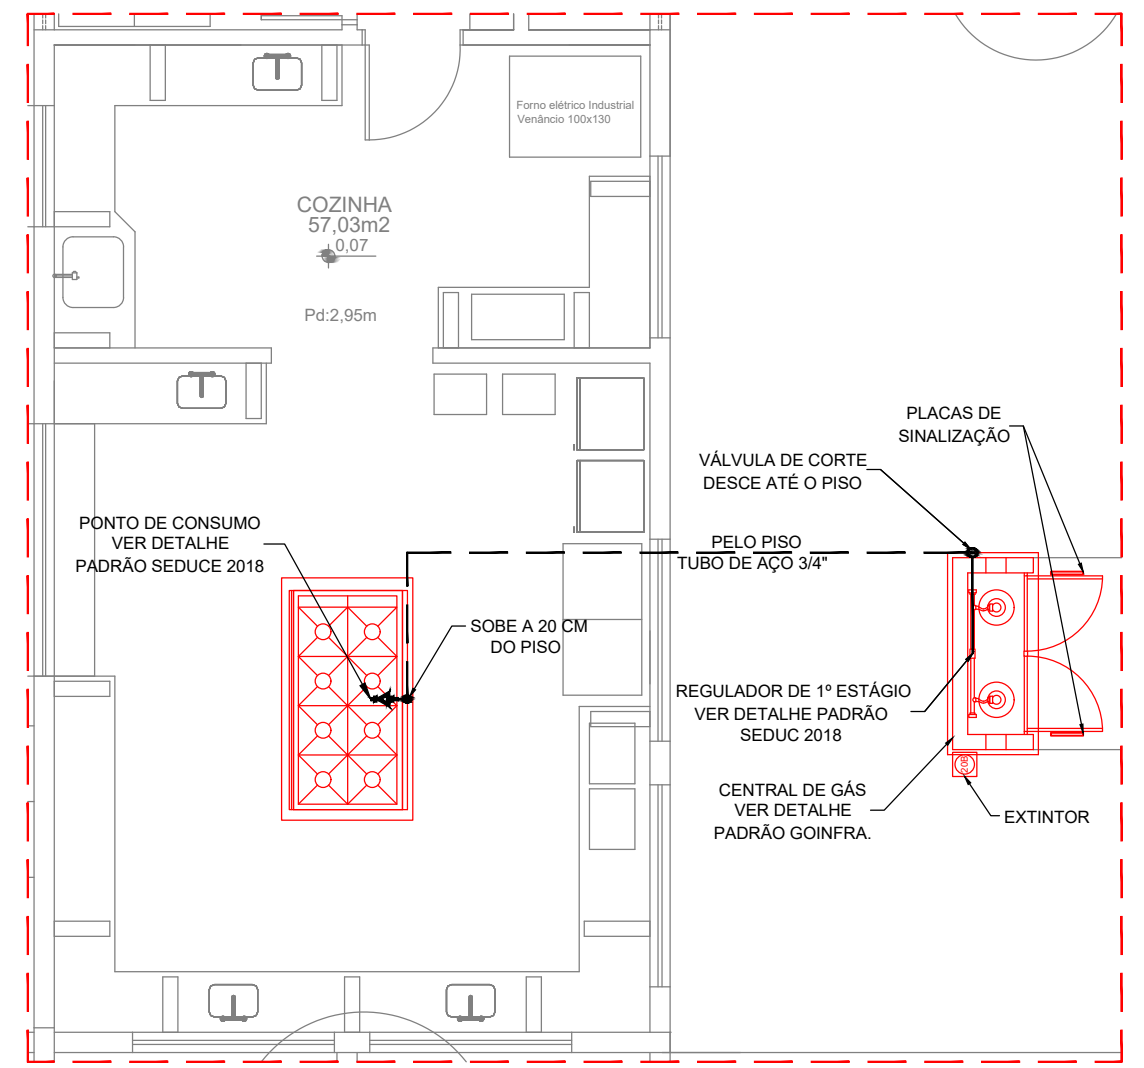 Forno elétrico Industrial
Venâncio 100x130
COZINHA
57,03m2
0,07
Pd:2,95m
PLACAS DE
SINALIZAÇÃO
VÁLVULA DE CORTE
DESCE ATÉ O PISO
PONTO DE CONSUMO
VER DETALHE
PADRÃO SEDUCE 2018
PELO PISO
TUBO DE AÇO 3/4"
SOBE A 20 CM
DO PISO
REGULADOR DE 1º ESTÁGIO
VER DETALHE PADRÃO
SEDUC 2018
CENTRAL DE GÁS
VER DETALHE
PADRÃO GOINFRA.
EXTINTOR